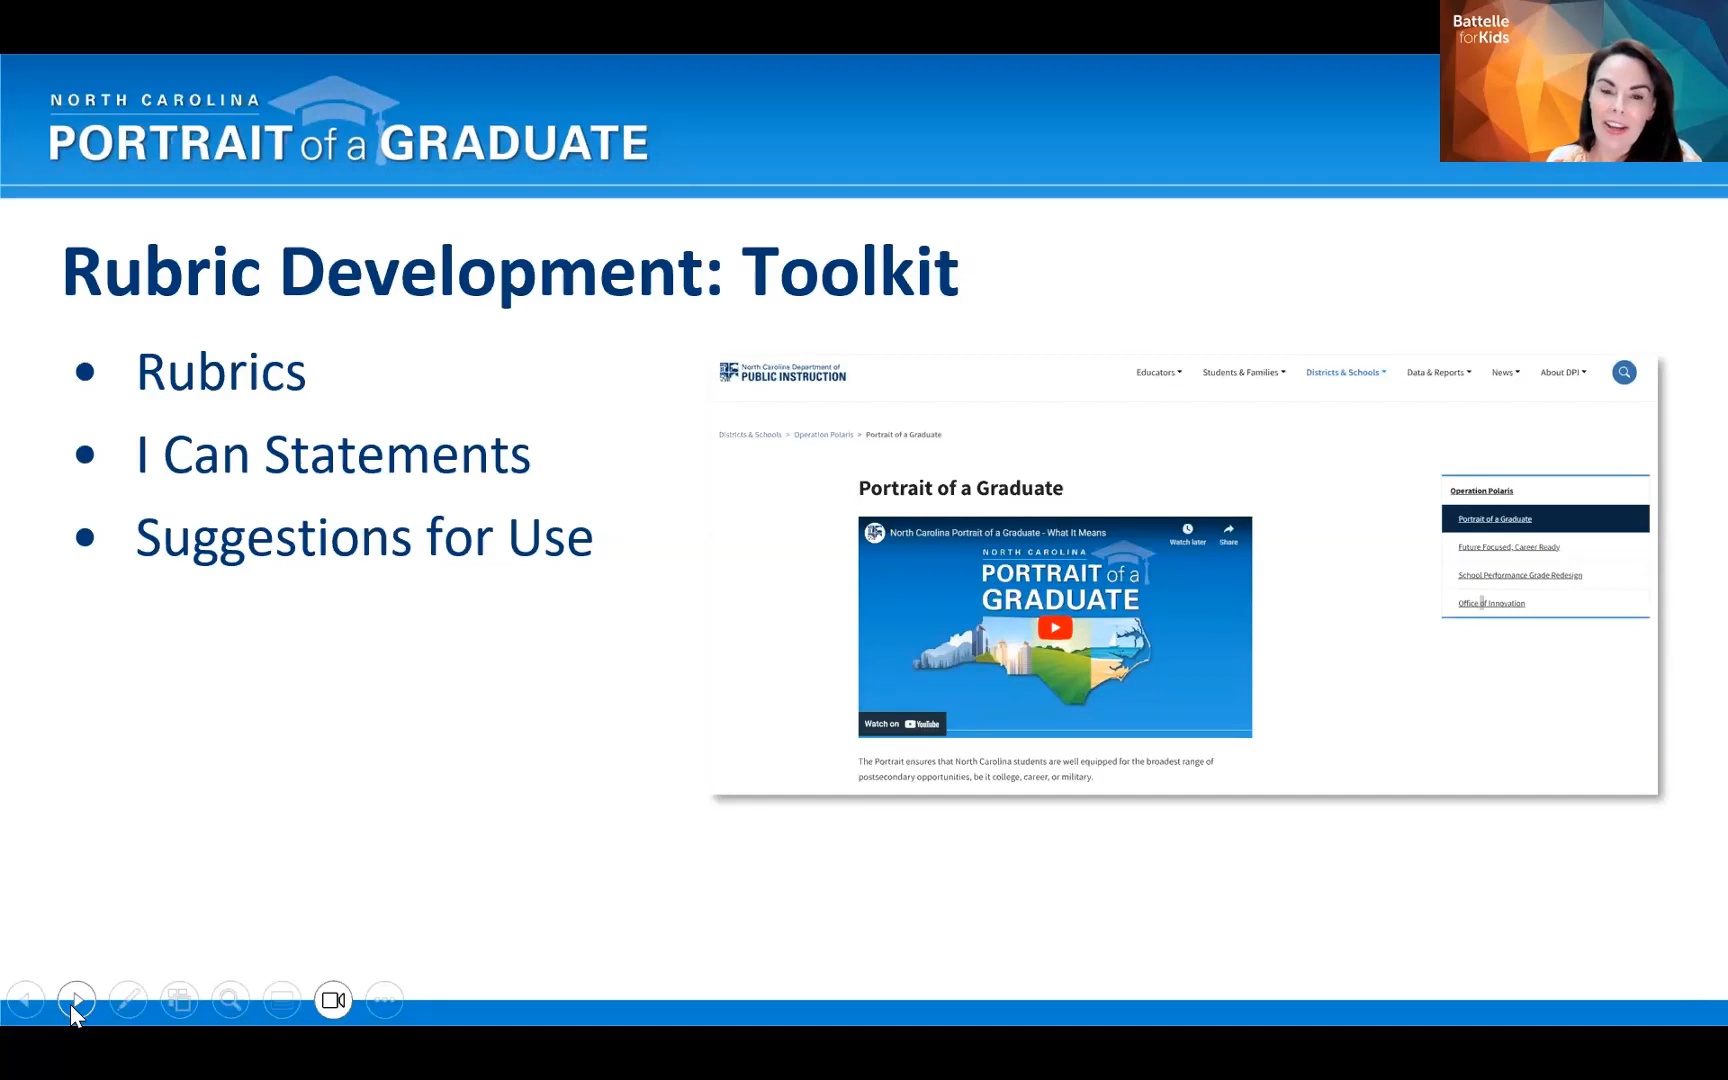 Battelle
forKids
NORTH CAROLINA
PORTRAIT of a GRADUATE
Rubric Development: Toolkit
• Rubrics
• I Can Statements
• Suggestions for Use
North Carolina Department of
PUBLIC INSTRUCTION
Educators Students & Families Districts & Schools Data & Reports News About DPI
Districts & Schools > Operation Polaris > Portrait of a Graduate
Portrait of a Graduate
North Carolina Portrait of a Graduate - What It Means
Watch later Share
NORTH CAROLINA
PORTRAIT of a
GRADUATE
Watch on YouTube
The Portrait ensures that North Carolina students are well equipped for the broadest range of
postsecondary opportunities, be it college, career, or military.
Operation Polaris
Portrait of a Graduate
Future Focused, Career Ready
School Performance Grade Redesign
Office of Innovation